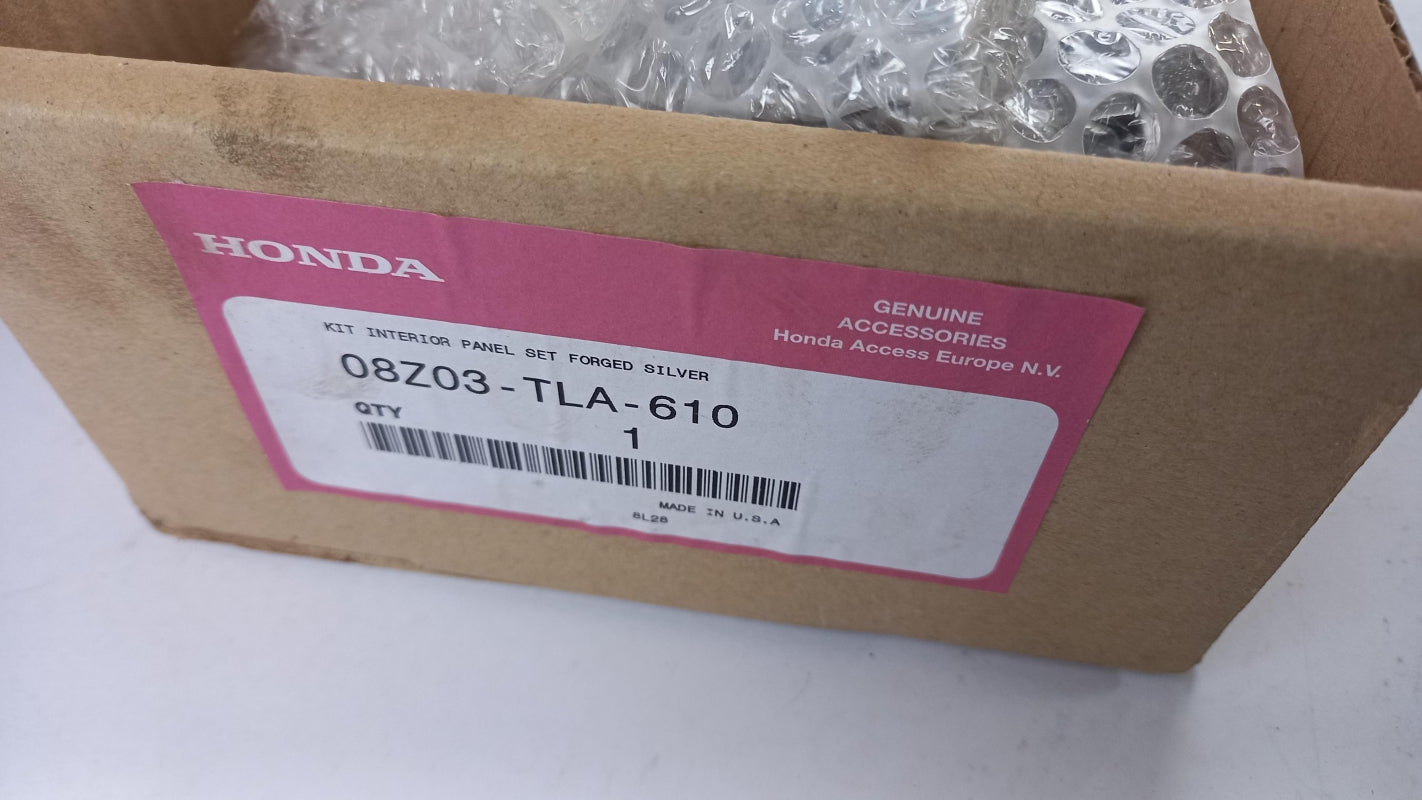 HONDA
GENUINE
ACCESSORIES
Honda Access Europe N.V.
KIT INTERIOR PANEL SET FORGED SILVER
08Z03-TLA-610
QTY
1
MADE IN U.S.A
8L28